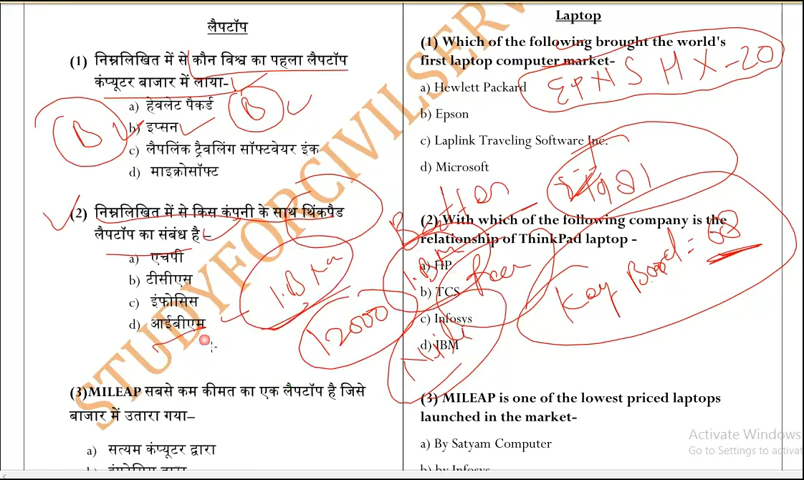 लैपटॉप
(1) निम्नलिखित में से कौन विश्व का पहला लैपटॉप
कंप्यूटर बाजार में लाया-
a) हेवलेट पैकर्ड
b) इप्सन
c) लैपलिंक ट्रैवलिंग सॉफ्टवेयर इंक
d) माइक्रोसॉफ्ट
B
B
(2) निम्नलिखित में से किस कंपनी के साथ थिंकपैड
लैपटॉप का संबंध है-
a) एचपी
b) टीसीएस
c) इंफोसिस
d) आईबीएम
(3)MILEAP सबसे कम कीमत का एक लैपटॉप है जिसे
बाजार में उतारा गया–
a) सत्यम कंप्यूटर द्वारा
STUDYFORCIVILSERV
Laptop
(1) Which of the following brought the world's
first laptop computer market-
a) Hewlett Packard
b) Epson
c) Laplink Traveling Software Inc.
d) Microsoft
HX-20
1981
(2) With which of the following company is the
relationship of ThinkPad laptop -
a) HP
b) TCS
c) Infosys
d) IBM
Key Board = 68
12000
(3) MILEAP is one of the lowest priced laptops
launched in the market-
a) By Satyam Computer
b) by Infosys
Activate Windows
Go to Settings to activat